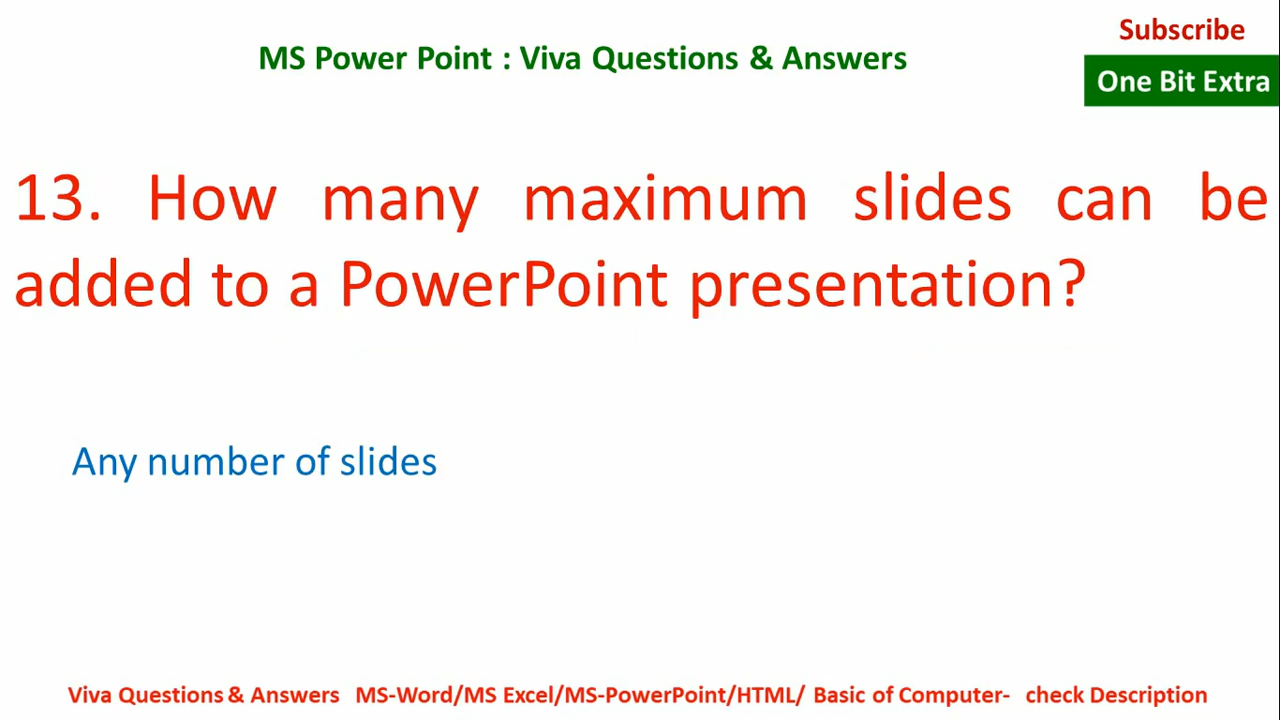 Subscribe
MS Power Point : Viva Questions & Answers
One Bit Extra
13. How many maximum slides can be
added to a PowerPoint presentation?
Any number of slides
Viva Questions & Answers MS-Word/MS Excel/MS-PowerPoint/HTML/ Basic of Computer- check Description